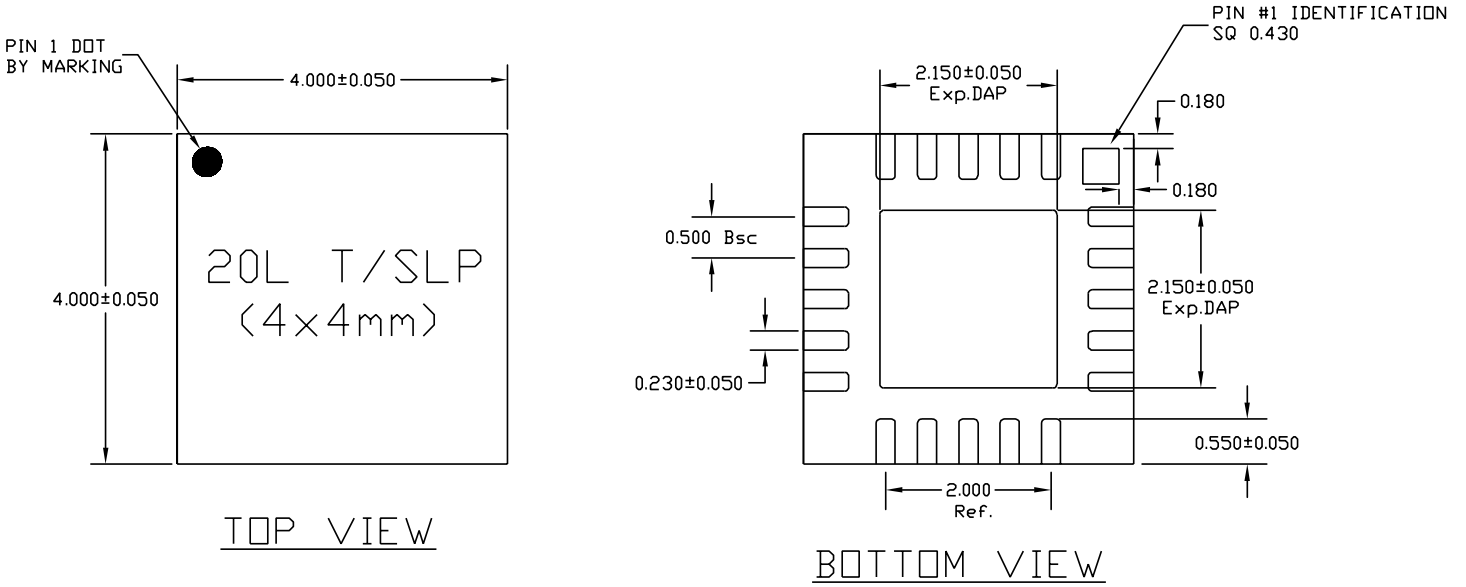 PIN 1 DOT
BY MARKING
4.000±0.050
4.000±0.050
20L T/SLP
(4x4mm)
TOP VIEW
PIN #1 IDENTIFICATION
SQ 0.430
2.150±0.050
Exp.DAP
0.180
0.180
0.500 Bsc
2.150±0.050
Exp.DAP
0.230±0.050
0.550±0.050
2.000
Ref.
BOTTOM VIEW